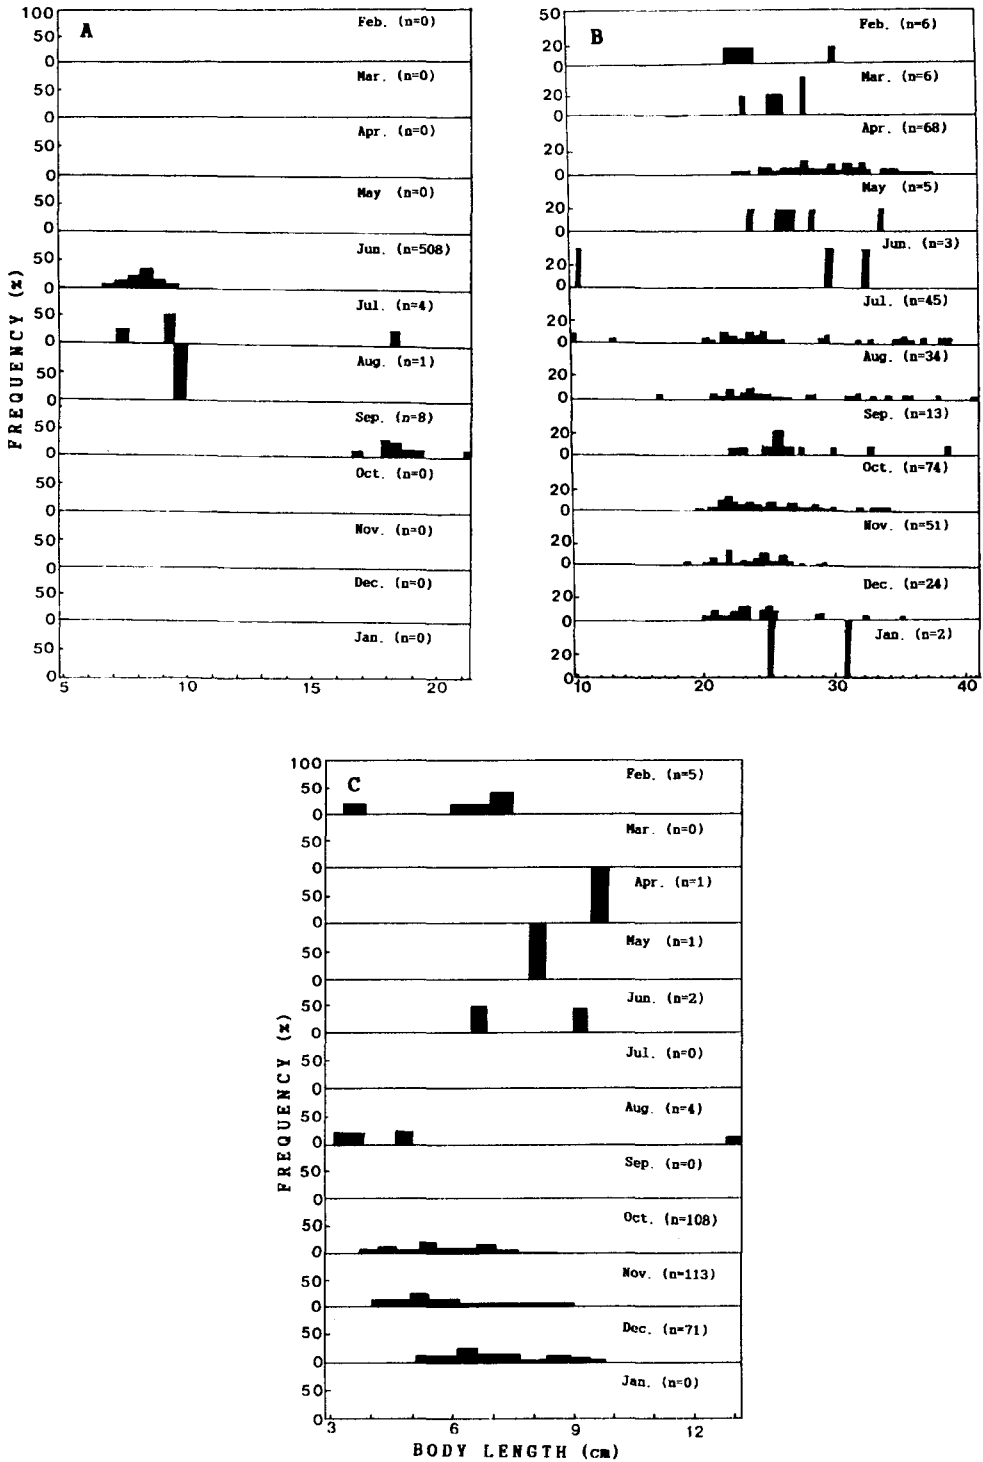 A
FREQUENCY (%)
100
50
0
Feb. (n=0)
50
0
Mar. (n=0)
50
0
Apr. (n=0)
50
0
May (n=0)
50
0
Jun. (n=508)
50
0
Jul. (n=4)
50
0
Aug. (n=1)
50
0
Sep. (n=8)
50
0
Oct. (n=0)
50
0
Nov. (n=0)
50
0
Dec. (n=0)
50
0
Jan. (n=0)
5 10 15 20
B
50
20
0
Feb. (n=6)
20
0
Mar. (n=6)
20
0
Apr. (n=68)
20
0
May (n=5)
20
0
Jun. (n=3)
20
0
Jul. (n=45)
20
0
Aug. (n=34)
20
0
Sep. (n=13)
20
0
Oct. (n=74)
20
0
Nov. (n=51)
20
0
Dec. (n=24)
20
Jan. (n=2)
10 20 30 40
C
FREQUENCY (%)
100
50
0
Feb. (n=5)
50
0
Mar. (n=0)
50
0
Apr. (n=1)
50
0
May (n=1)
50
0
Jun. (n=2)
50
0
Jul. (n=0)
50
0
Aug. (n=4)
50
0
Sep. (n=0)
50
0
Oct. (n=108)
50
0
Nov. (n=113)
50
0
Dec. (n=71)
50
0
Jan. (n=0)
3 6 9 12
BODY LENGTH (cm)